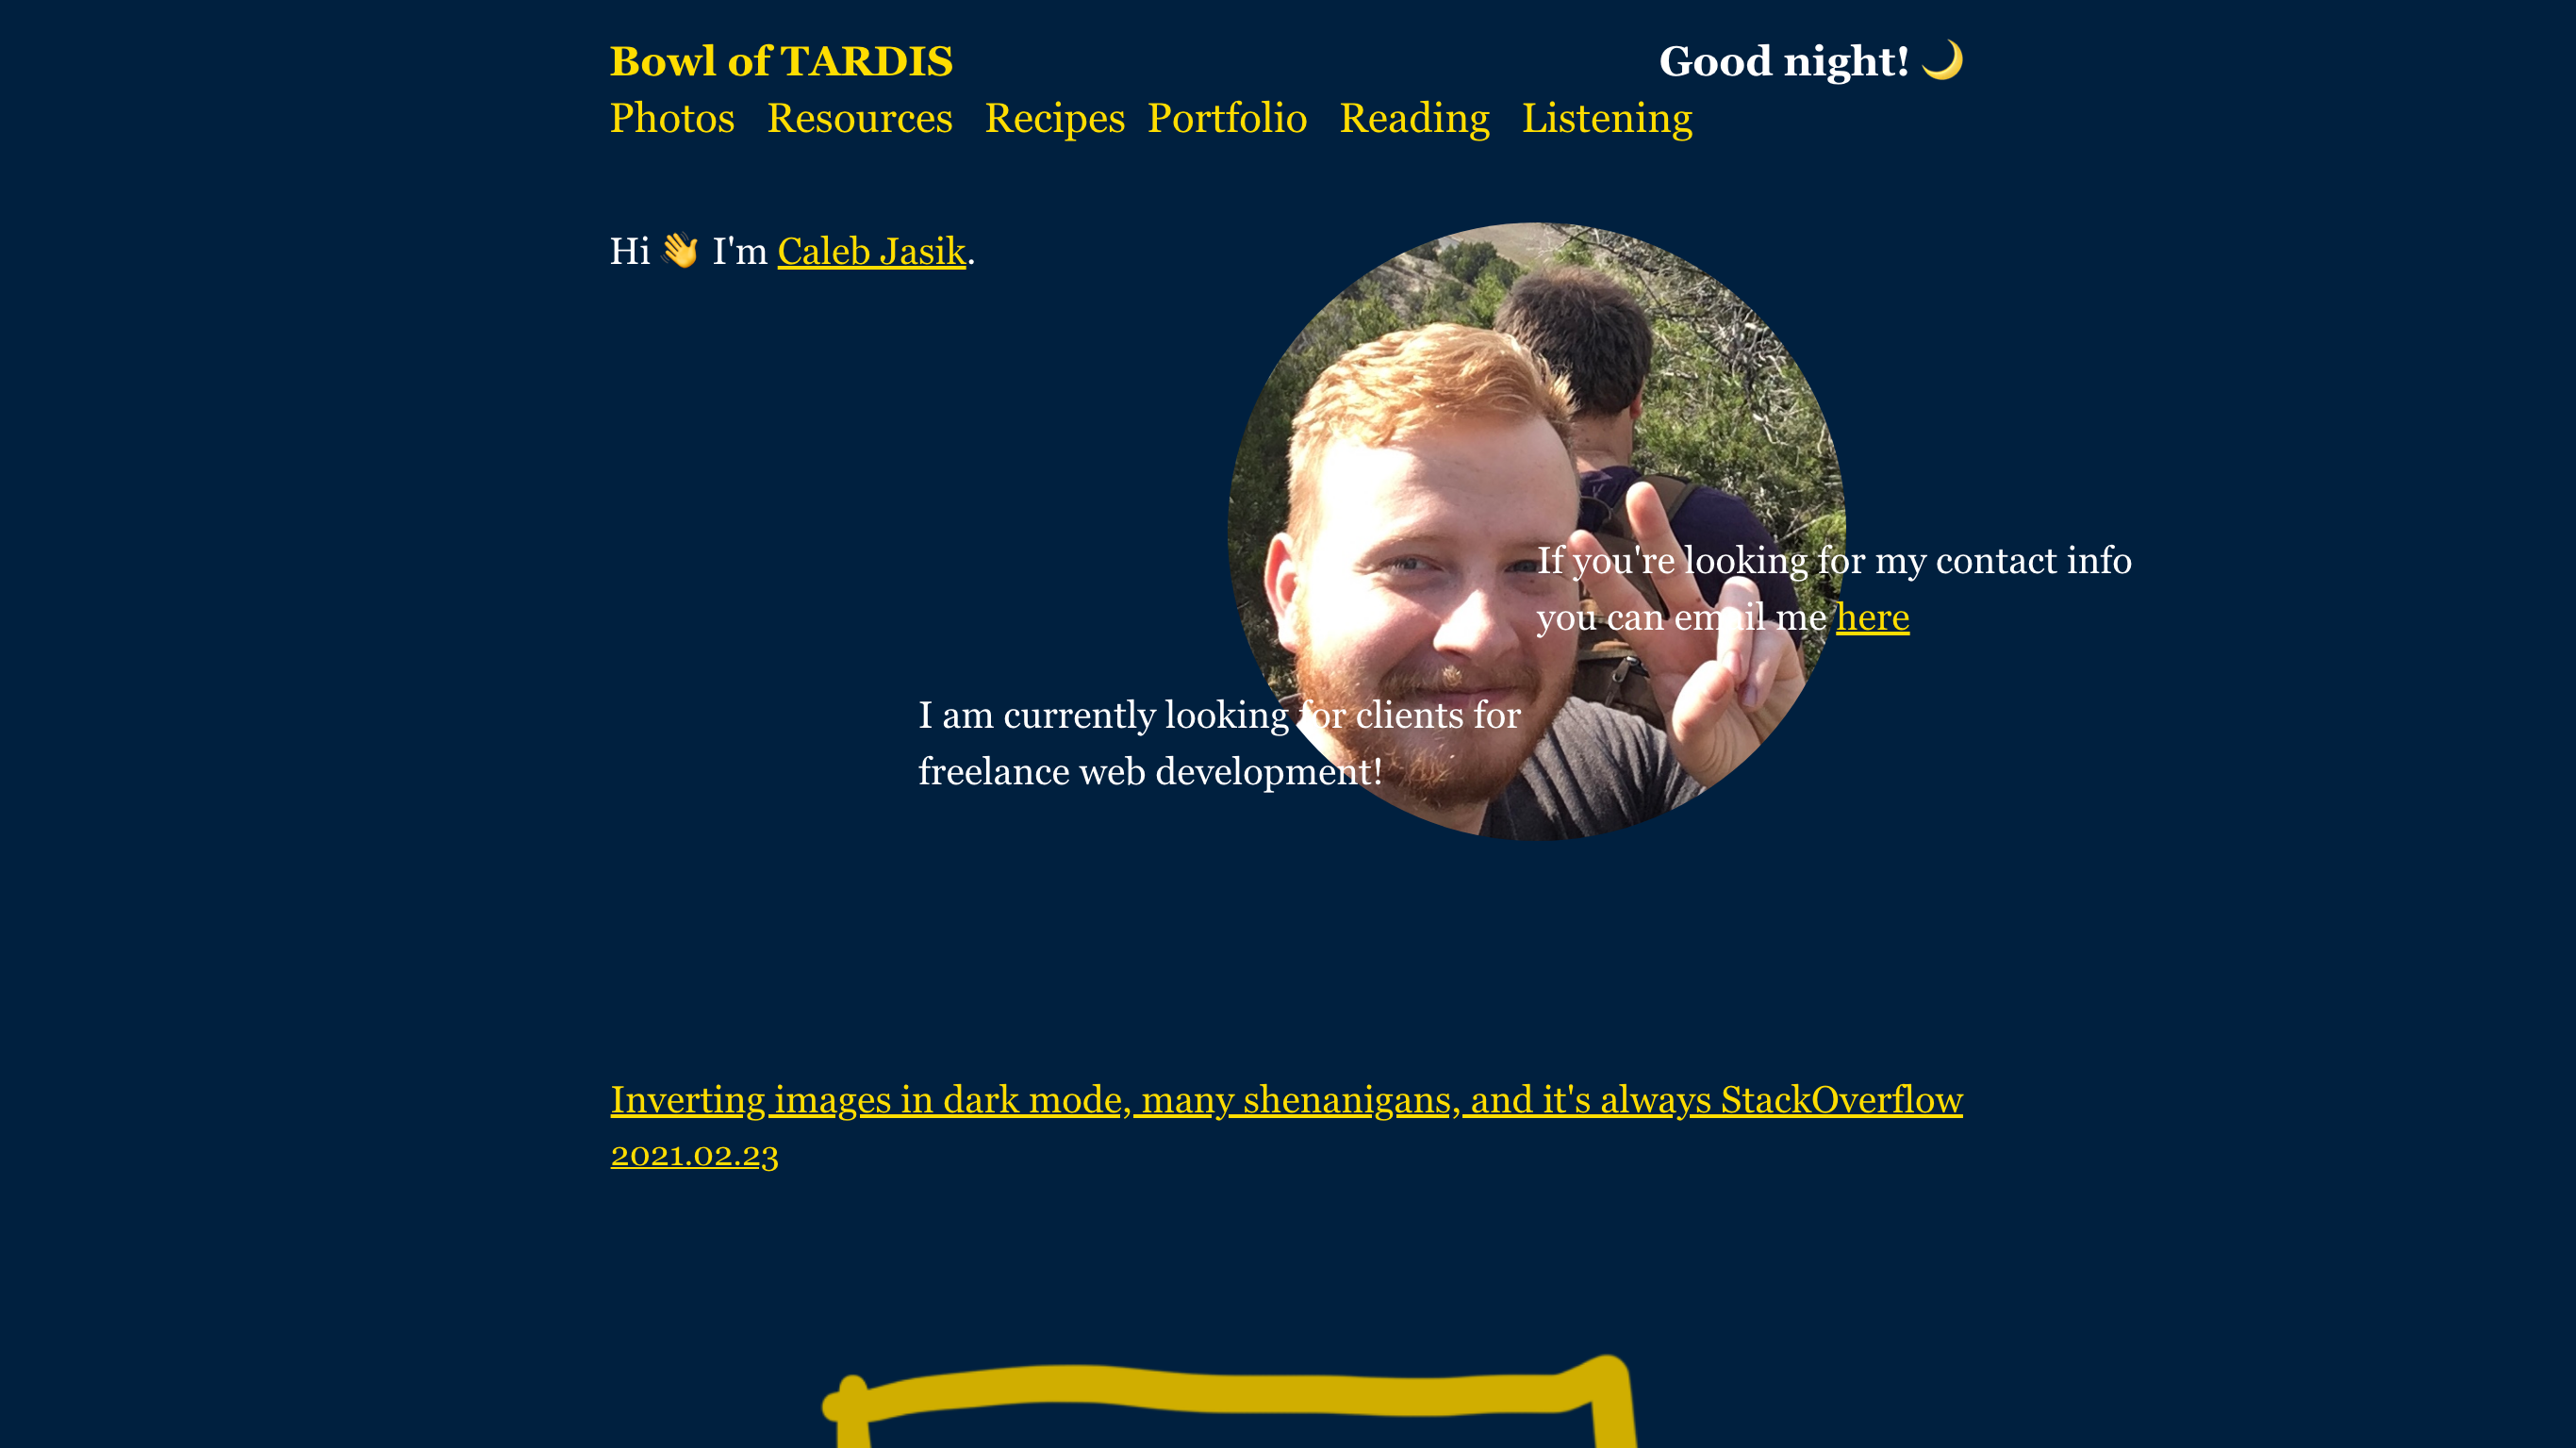 Bowl of TARDIS
Good night! 🌙
Photos Resources Recipes Portfolio Reading Listening
Hi 👋 I'm Caleb Jasik.
If you're looking for my contact info
you can email me here
I am currently looking for clients for
freelance web development!
Inverting images in dark mode, many shenanigans, and it's always StackOverflow
2021.02.23